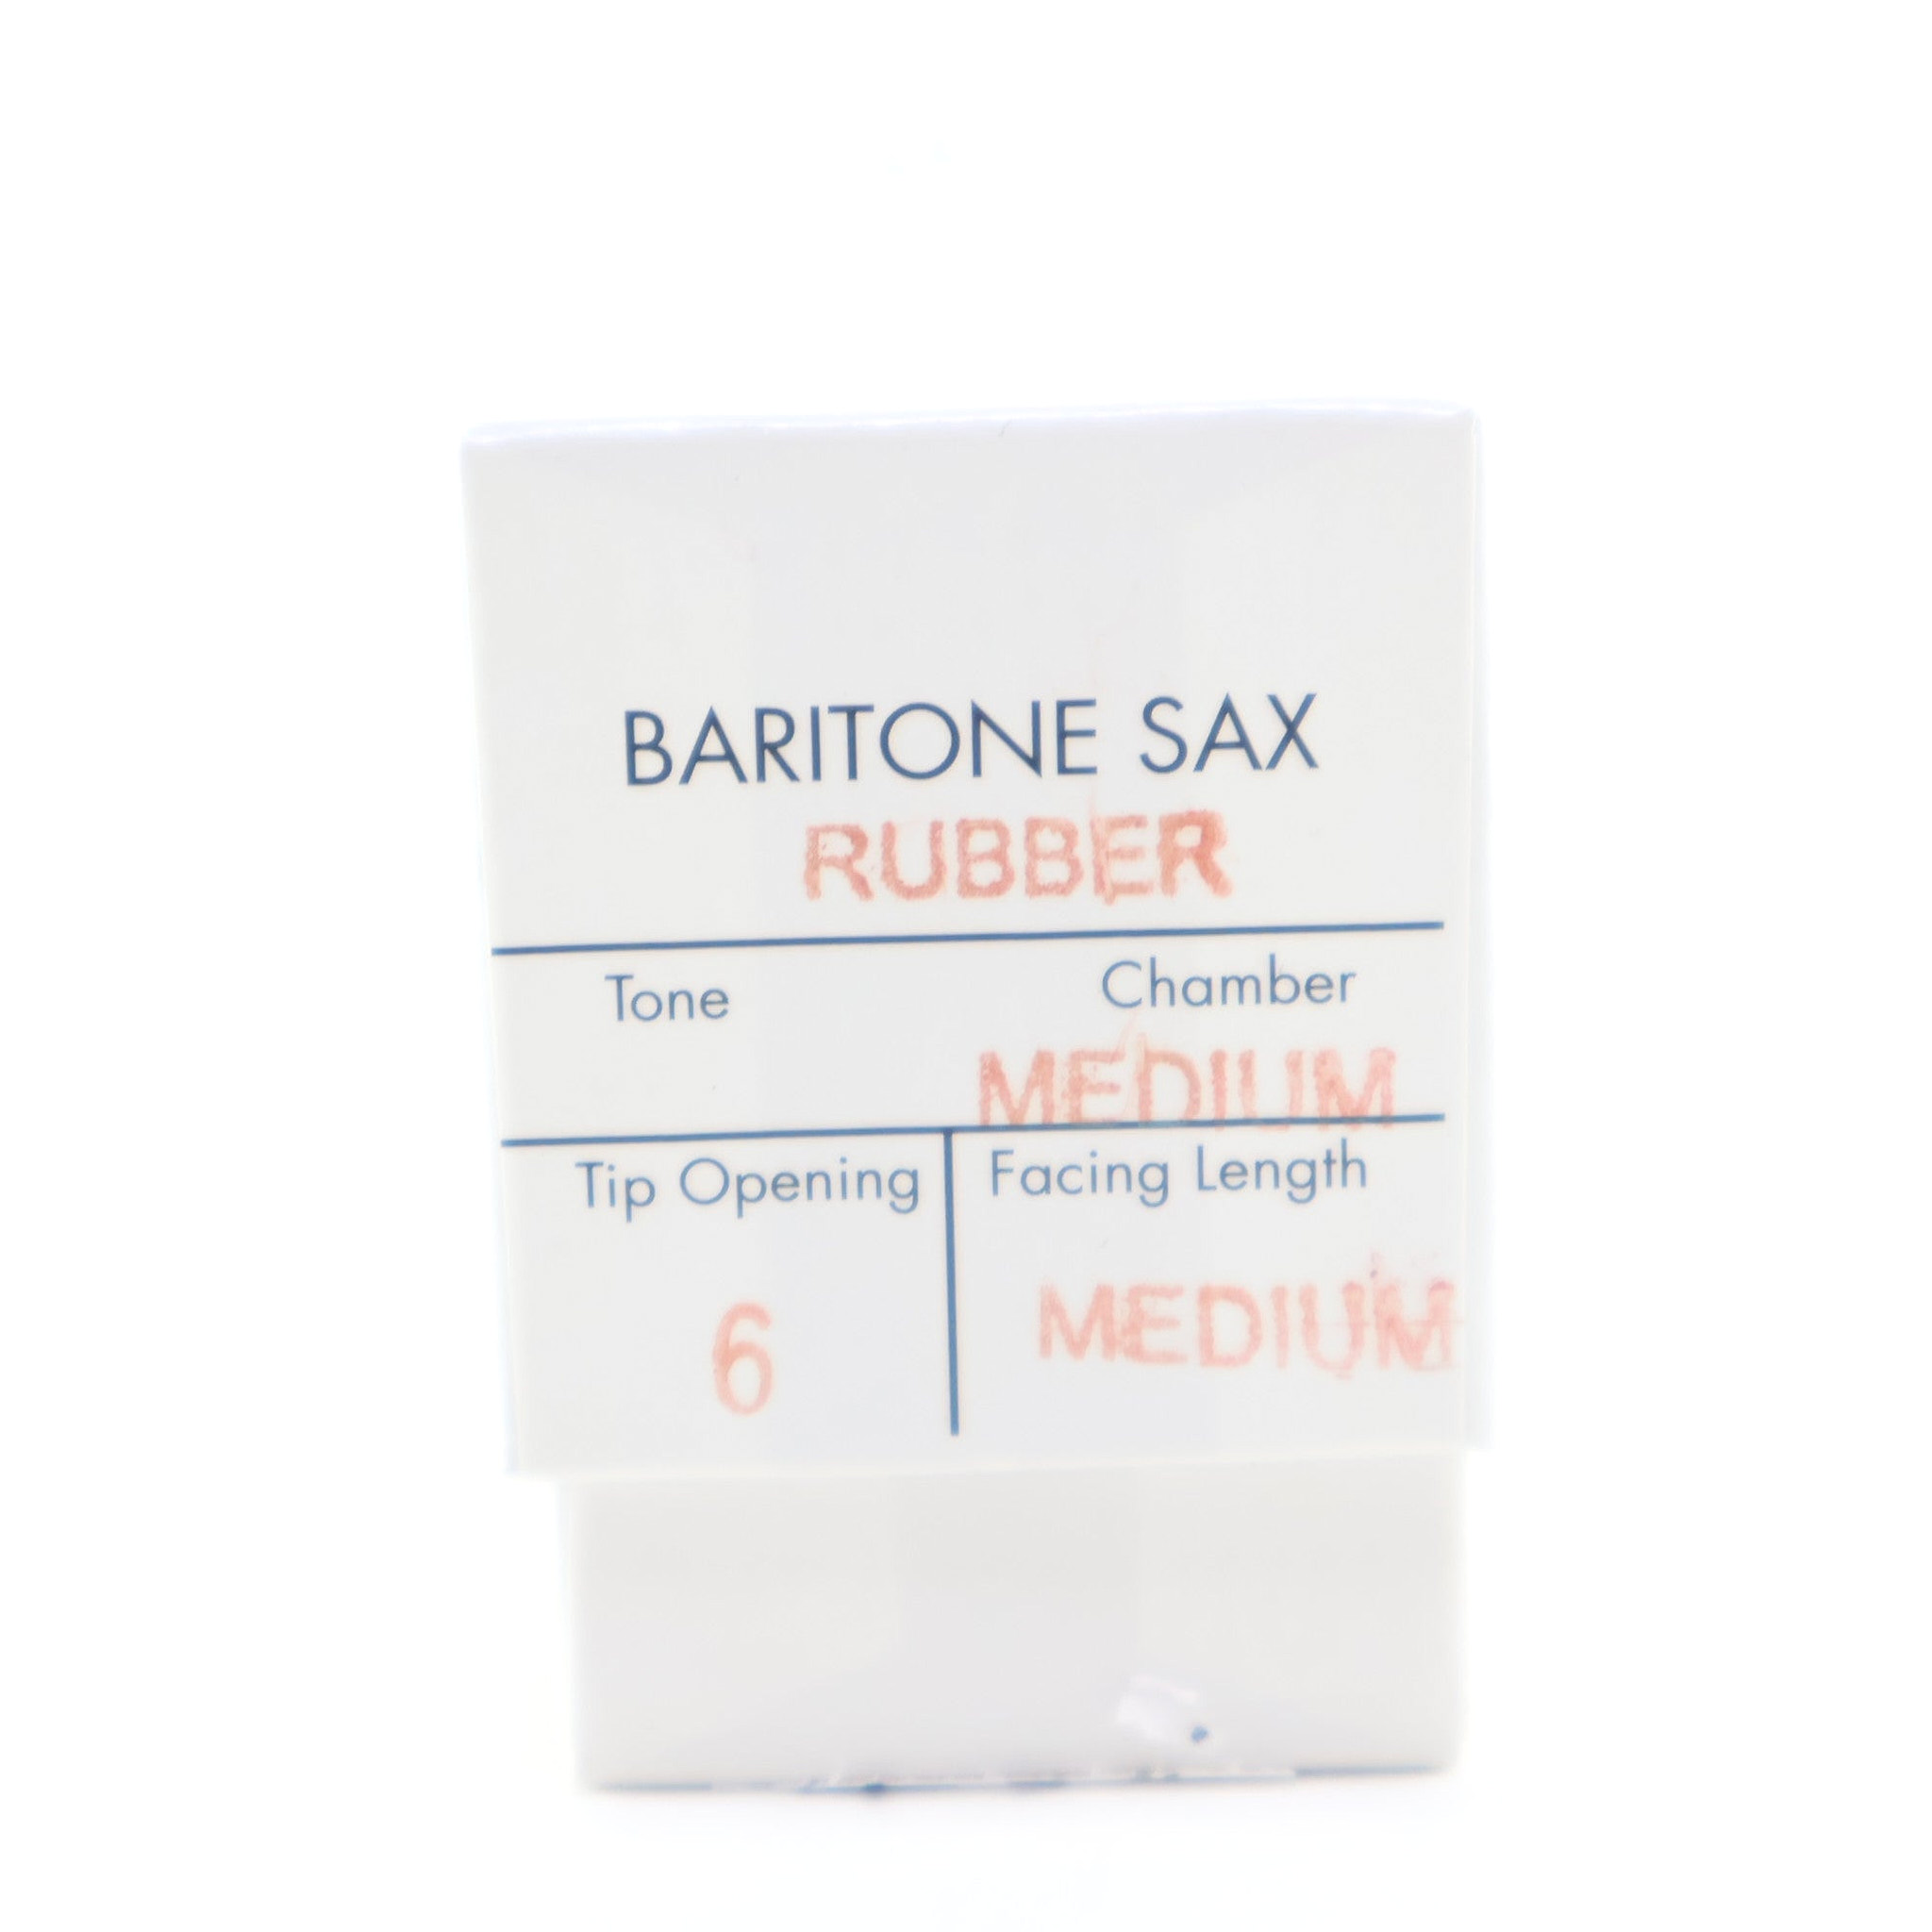 BARITONE SAX
RUBBER
Tone Chamber
MEDIUM
Tip Opening Facing Length
6 MEDIUM